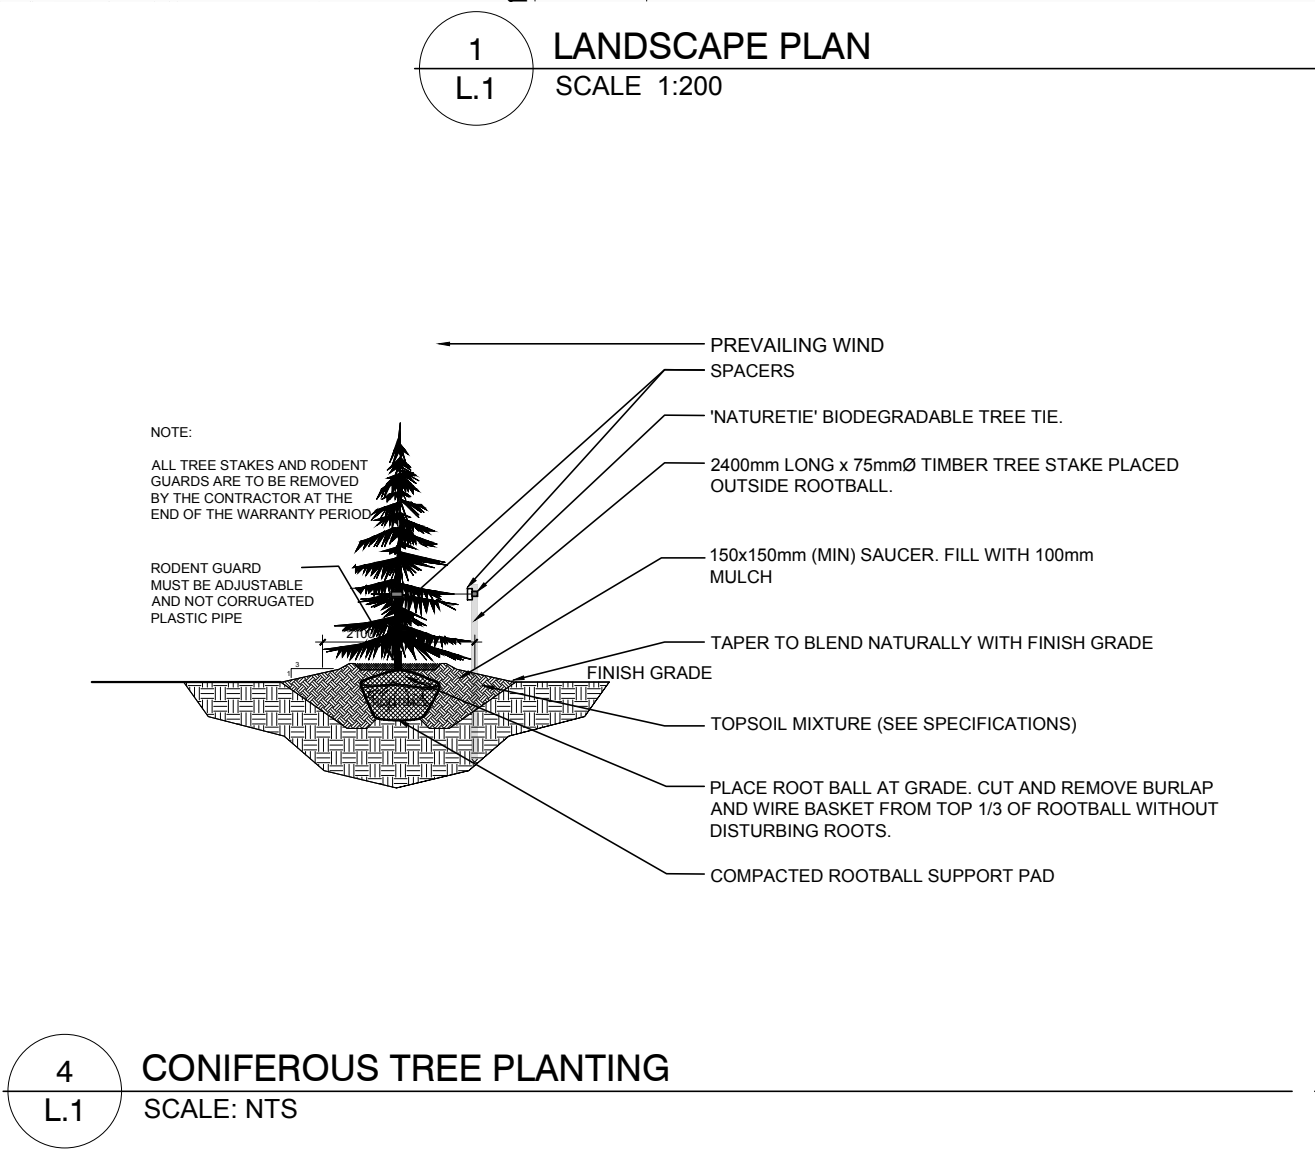 1
L.1
LANDSCAPE PLAN
SCALE 1:200
PREVAILING WIND
SPACERS
'NATURETIE' BIODEGRADABLE TREE TIE.
2400mm LONG x 75mmØ TIMBER TREE STAKE PLACED
OUTSIDE ROOTBALL.
NOTE:
ALL TREE STAKES AND RODENT
GUARDS ARE TO BE REMOVED
BY THE CONTRACTOR AT THE
END OF THE WARRANTY PERIOD
RODENT GUARD
MUST BE ADJUSTABLE
AND NOT CORRUGATED
PLASTIC PIPE
150x150mm (MIN) SAUCER. FILL WITH 100mm
MULCH
TAPER TO BLEND NATURALLY WITH FINISH GRADE
3
1
FINISH GRADE
TOPSOIL MIXTURE (SEE SPECIFICATIONS)
PLACE ROOT BALL AT GRADE. CUT AND REMOVE BURLAP
AND WIRE BASKET FROM TOP 1/3 OF ROOTBALL WITHOUT
DISTURBING ROOTS.
COMPACTED ROOTBALL SUPPORT PAD
4
L.1
CONIFEROUS TREE PLANTING
SCALE: NTS